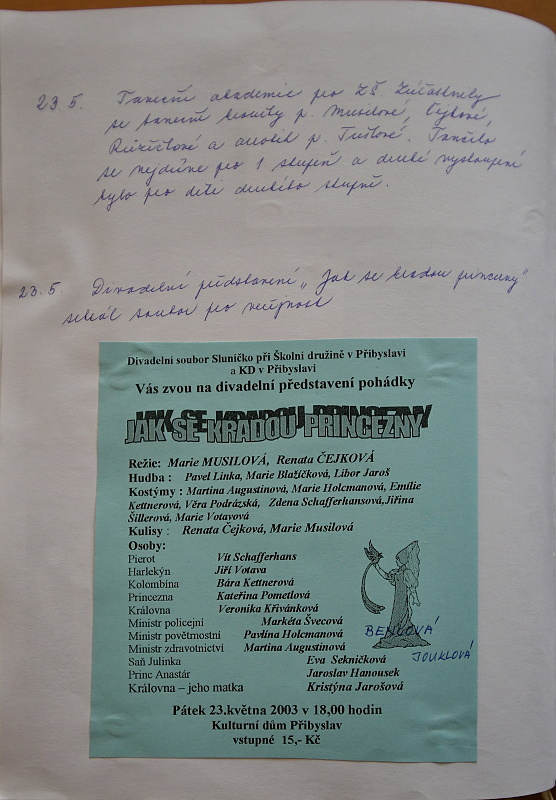 23.5. Taneční akademie pro ZŠ. Zúčastnily
se taneční kroužky p. Musilové, Čejkové,
Růžičkové a aerobik p. Tuštové. Tančilo
se nejdříve pro 1 stupeň a druhé vystoupení
bylo pro děti druhého stupně.
23.5. Divadelní představení „Jak se kradou princezny"
sehrál soubor pro veřejnost
Divadelní soubor Sluníčko při Školní družině v Přibyslavi
a KD v Přibyslavi
Vás zvou na divadelní představení pohádky
JAK SE KRADOU PRINCEZNY
Režie: Marie MUSILOVÁ, Renata ČEJKOVÁ
Hudba : Pavel Linka, Marie Blažíčková, Libor Jaroš
Kostýmy : Martina Augustinová, Marie Holcmanová, Emílie
Kettnerová, Věra Podrázská, Zdena Schafferhansová,Jiřina
Šillerová, Marie Votavová
Kulisy : Renata Čejková, Marie Musilová
Osoby:
Pierot Vít Schafferhans
Harlekýn Jiří Votava
Kolombína Bára Kettnerová
Princezna Kateřina Pometlová
Královna Veronika Křivánková
Ministr policejní Markéta Švecová
Ministr povětrnostní Pavlína Holcmanová BENCOVÁ
Ministr zdravotnictví Martina Augustinová JOUKLOVÁ
Saň Julinka Eva Sekničková
Princ Anastár Jaroslav Hanousek
Královna – jeho matka Kristýna Jarošová
Pátek 23.května 2003 v 18,00 hodin
Kulturní dům Přibyslav
vstupné 15,- Kč